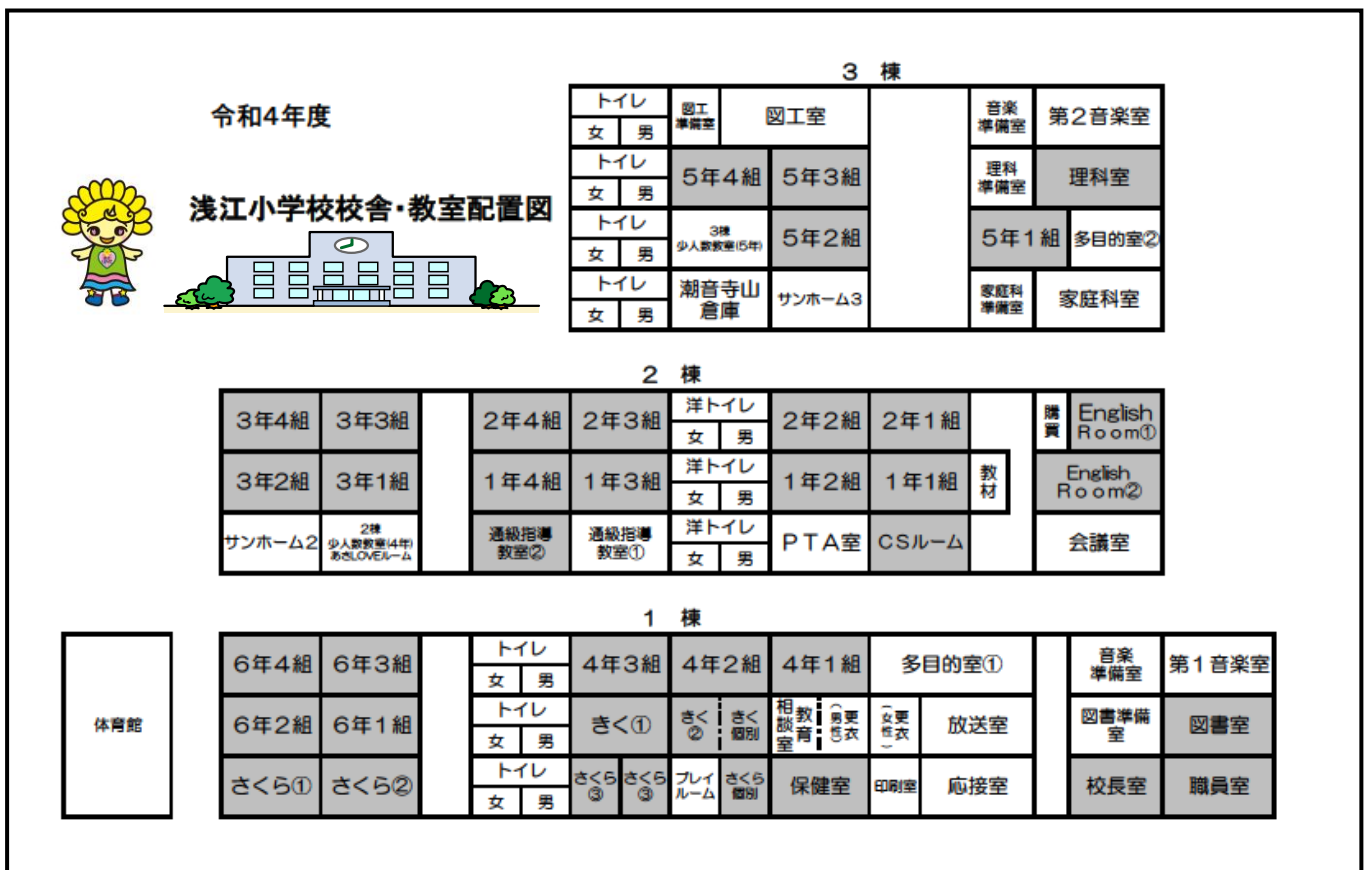 3 棟
令和4年度
浅江小学校校舎・教室配置図
トイレ
女 男
図工
準備室
図工室
音楽
準備室
第2音楽室
トイレ
女 男
5年4組 5年3組
理科
準備室
理科室
トイレ
女 男
3棟
少人数教室(5年)
5年2組
5年1組
多目的室②
トイレ
女 男
潮音寺山
倉庫
サンホーム3
家庭科
準備室
家庭科室
2 棟
3年4組 3年3組
2年4組 2年3組
洋トイレ
女 男
2年2組 2年1組
購買
English
Room①
3年2組 3年1組
1年4組 1年3組
洋トイレ
女 男
1年2組 1年1組
教材
English
Room②
サンホーム2
2棟
少人数教室(4年)
あさLOVEルーム
通級指導
教室②
通級指導
教室①
洋トイレ
女 男
PTA室
CSルーム
会議室
1 棟
体育館
6年4組 6年3組
トイレ
女 男
4年3組 4年2組 4年1組
多目的室①
音楽
準備室
第1音楽室
6年2組 6年1組
トイレ
女 男
きく①
きく
②
きく
個別
教育
相談室
更衣
(男性)
更衣
(女性)
放送室
図書準備
室
図書室
さくら① さくら②
トイレ
女 男
さくら
③
さくら
③
プレイ
ルーム
さくら
個別
保健室
印刷室
応接室
校長室
職員室